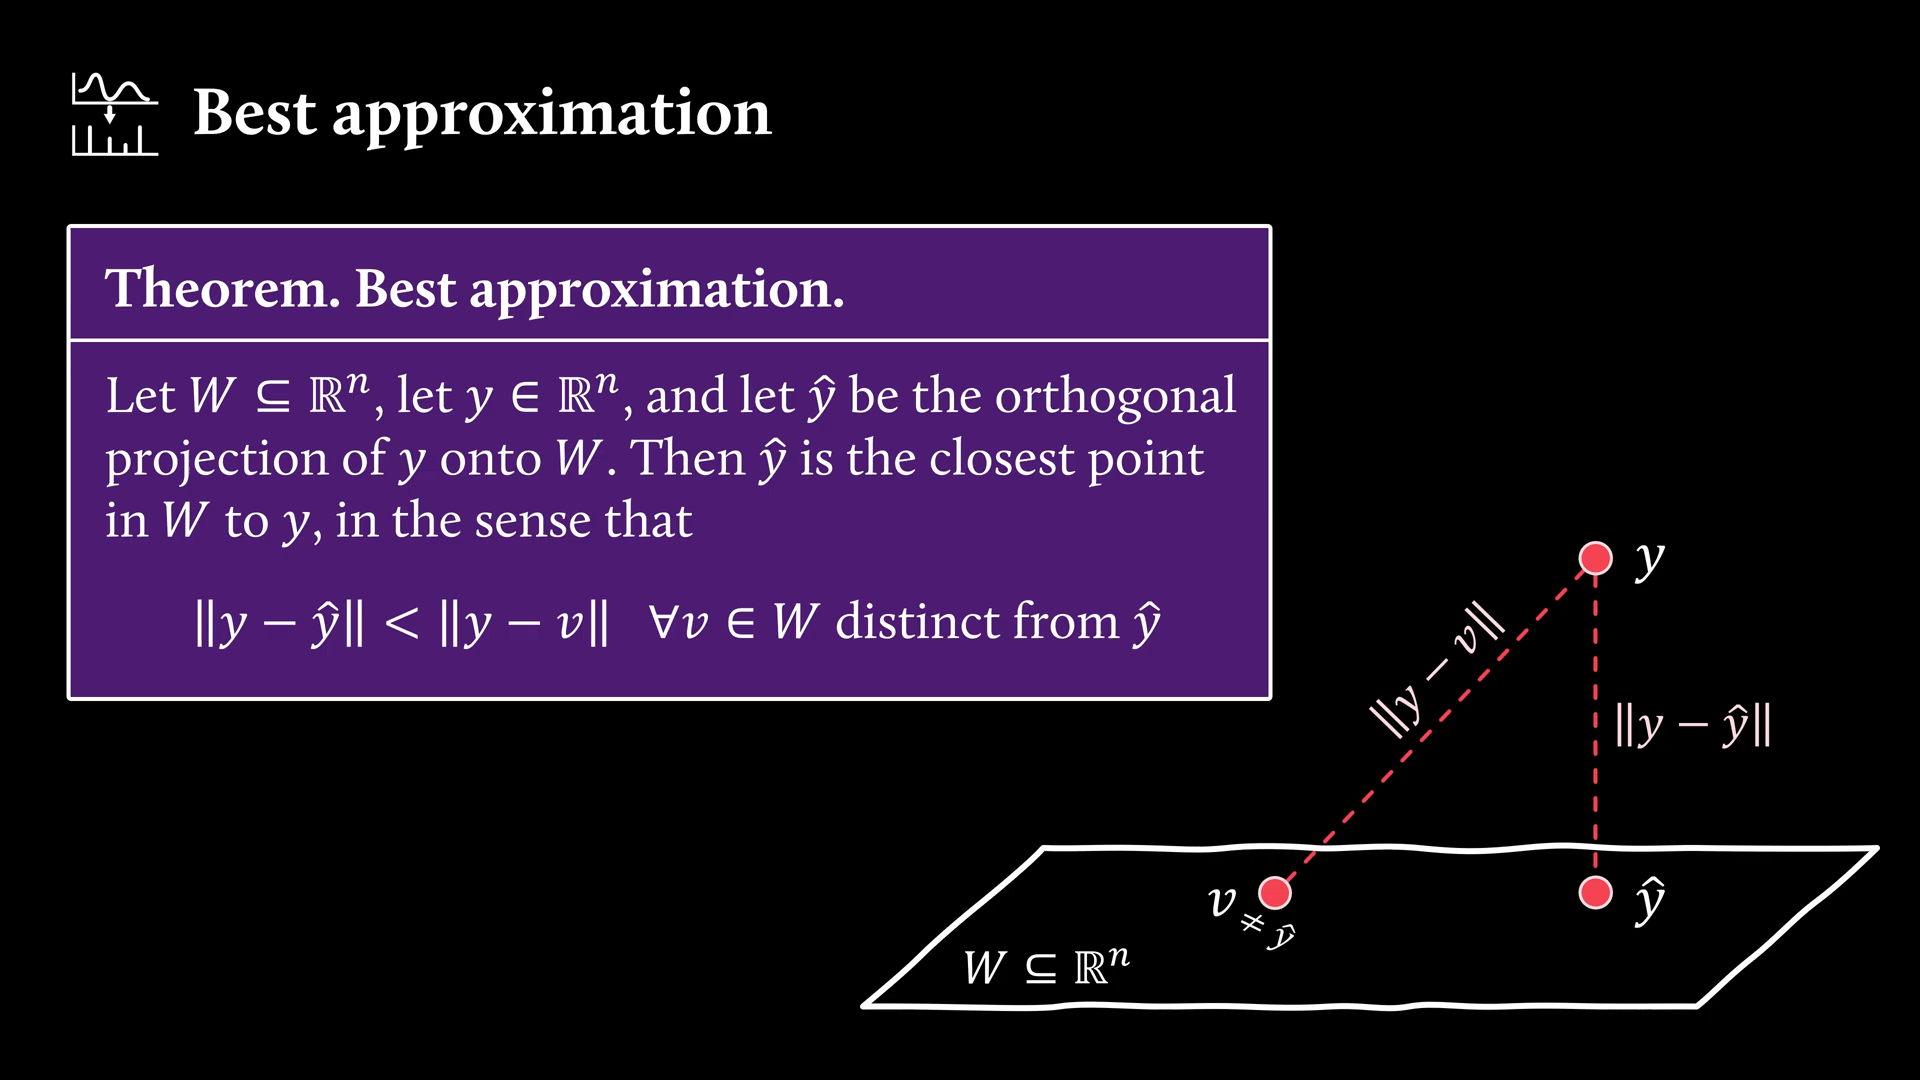 Best approximation
Theorem. Best approximation.
Let W ⊆ ℝⁿ, let y ∈ ℝⁿ, and let ŷ be the orthogonal
projection of y onto W. Then ŷ is the closest point
in W to y, in the sense that
‖y − ŷ‖ < ‖y − v‖ ∀v ∈ W distinct from ŷ
y
‖y − v‖
‖y − ŷ‖
v ≠ ŷ
ŷ
W ⊆ ℝⁿ